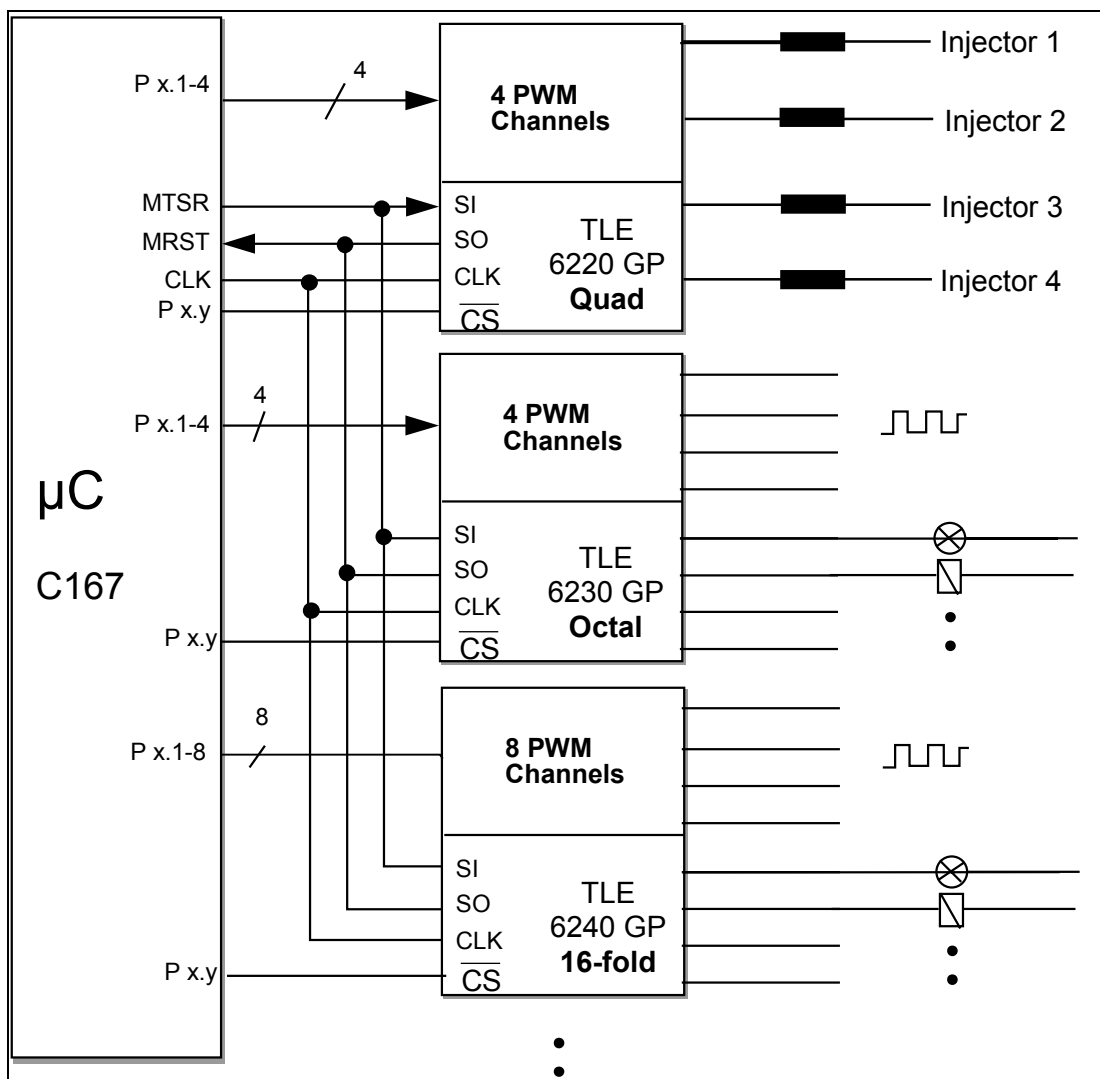 µC
C167
P x.1-4
4
MTSR
MRST
CLK
P x.y
4 PWM
Channels
SI
SO
CLK
CS
TLE
6220 GP
Quad
Injector 1
Injector 2
Injector 3
Injector 4
P x.1-4
4
P x.y
4 PWM
Channels
SI
SO
CLK
CS
TLE
6230 GP
Octal
P x.1-8
8
P x.y
8 PWM
Channels
SI
SO
CLK
CS
TLE
6240 GP
16-fold